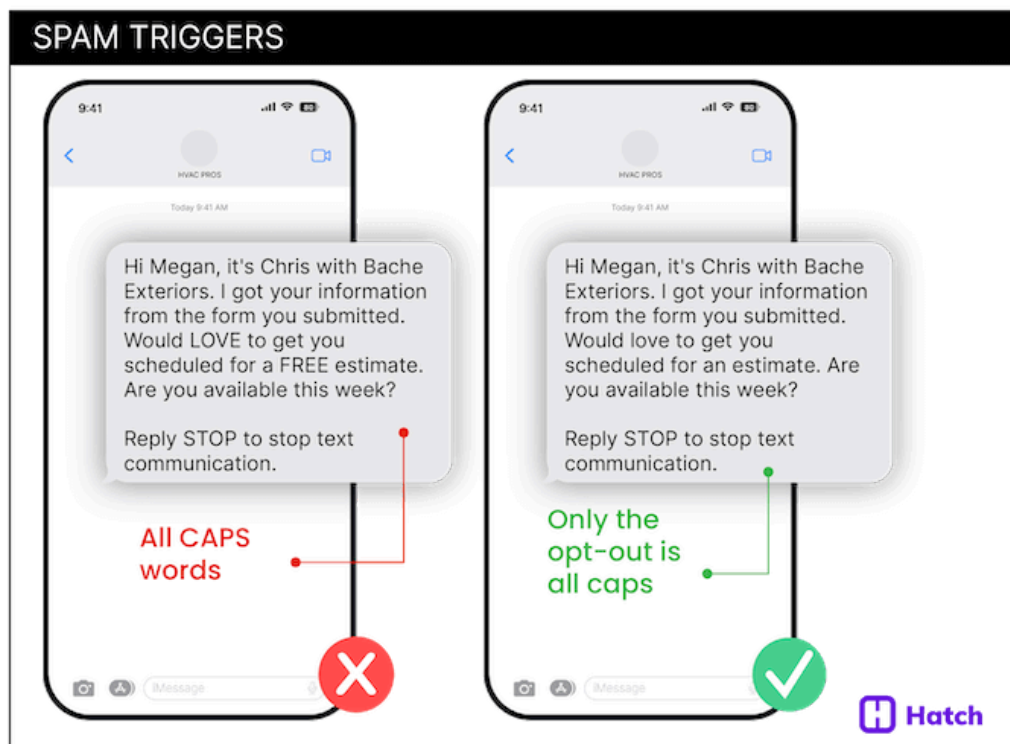 SPAM TRIGGERS
9:41
80
HVAC PROS
Today 9:41 AM
Hi Megan, it's Chris with Bache
Exteriors. I got your information
from the form you submitted.
Would LOVE to get you
scheduled for a FREE estimate.
Are you available this week?
Reply STOP to stop text
communication.
All CAPS
words
iMessage
9:41
80
HVAC PROS
Today 9:41 AM
Hi Megan, it's Chris with Bache
Exteriors. I got your information
from the form you submitted.
Would love to get you
scheduled for an estimate. Are
you available this week?
Reply STOP to stop text
communication.
Only the
opt-out is
all caps
iMessage
Hatch